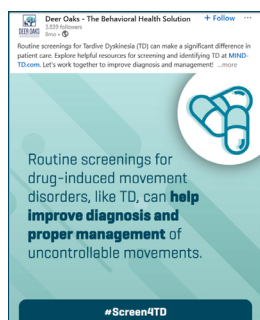 Deer Oaks - The Behavioral Health Solution
+ Follow
3,839 followers
8mo •
DEER OAKS
Routine screenings for Tardive Dyskinesia (TD) can make a significant difference in
patient care. Explore helpful resources for screening and identifying TD at MIND-
TD.com. Let's work together to improve diagnosis and management! ...more
Routine screenings for
drug-induced movement
disorders, like TD, can help
improve diagnosis and
proper management of
uncontrollable movements.
#Screen4TD